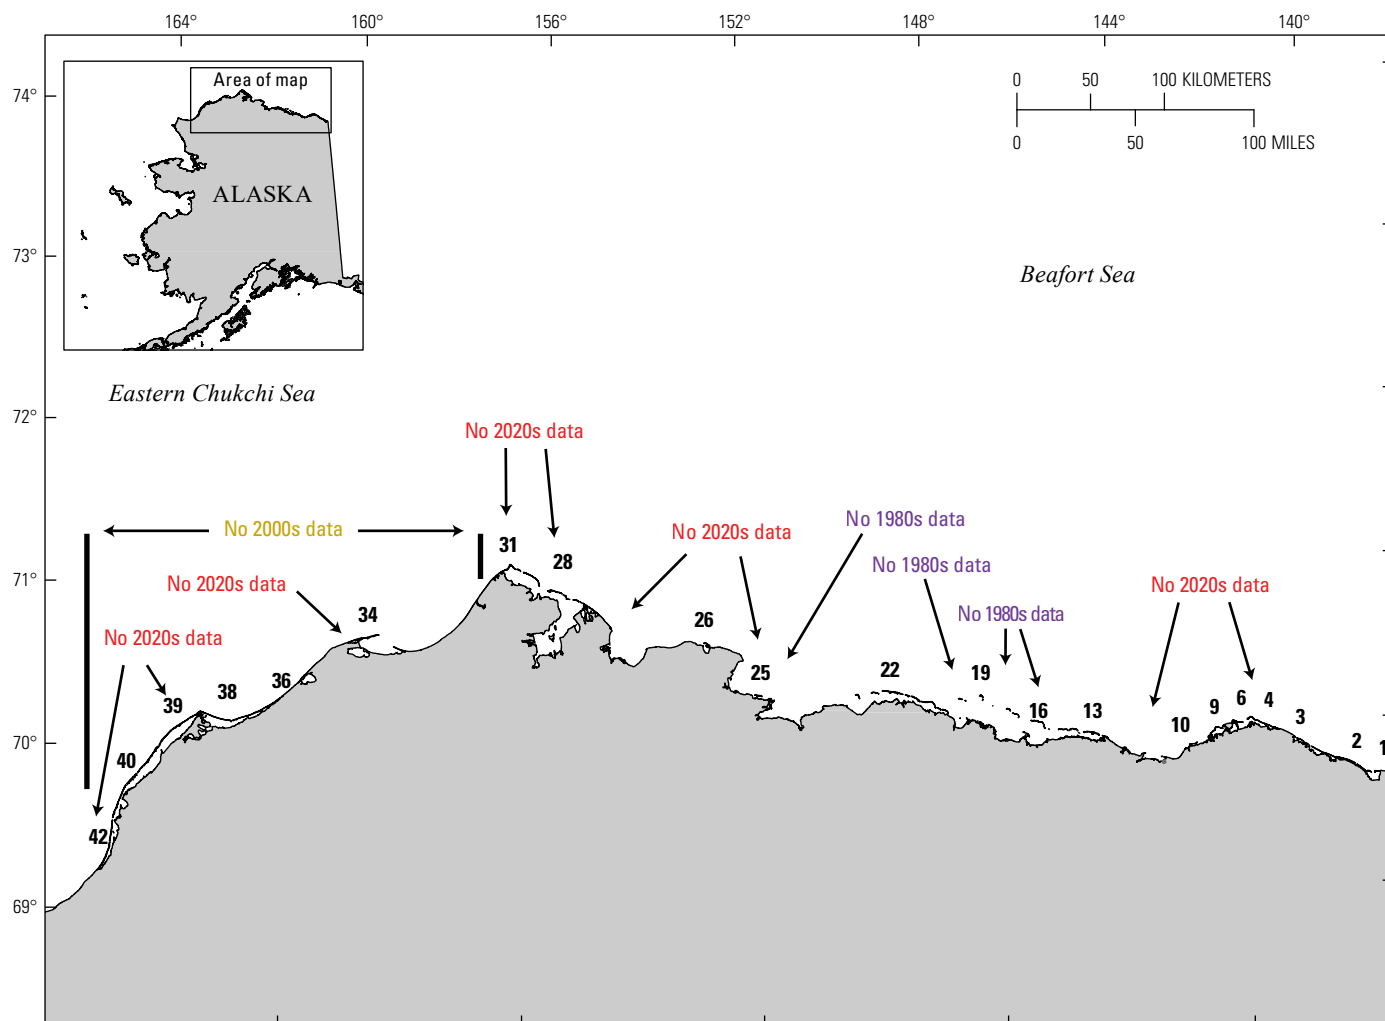 164° 160° 156° 152° 148° 144° 140°
74°
73°
72°
71°
70°
69°
Area of map
ALASKA
0 50 100 KILOMETERS
0 50 100 MILES
Beafort Sea
Eastern Chukchi Sea
No 2020s data
No 2000s data
No 2020s data
No 2020s data
No 2020s data
No 1980s data
No 1980s data
No 1980s data
No 2020s data
42
40
39
38
36
34
31
28
26
25
22
19
16
13
10
9
6
4
3
2
1